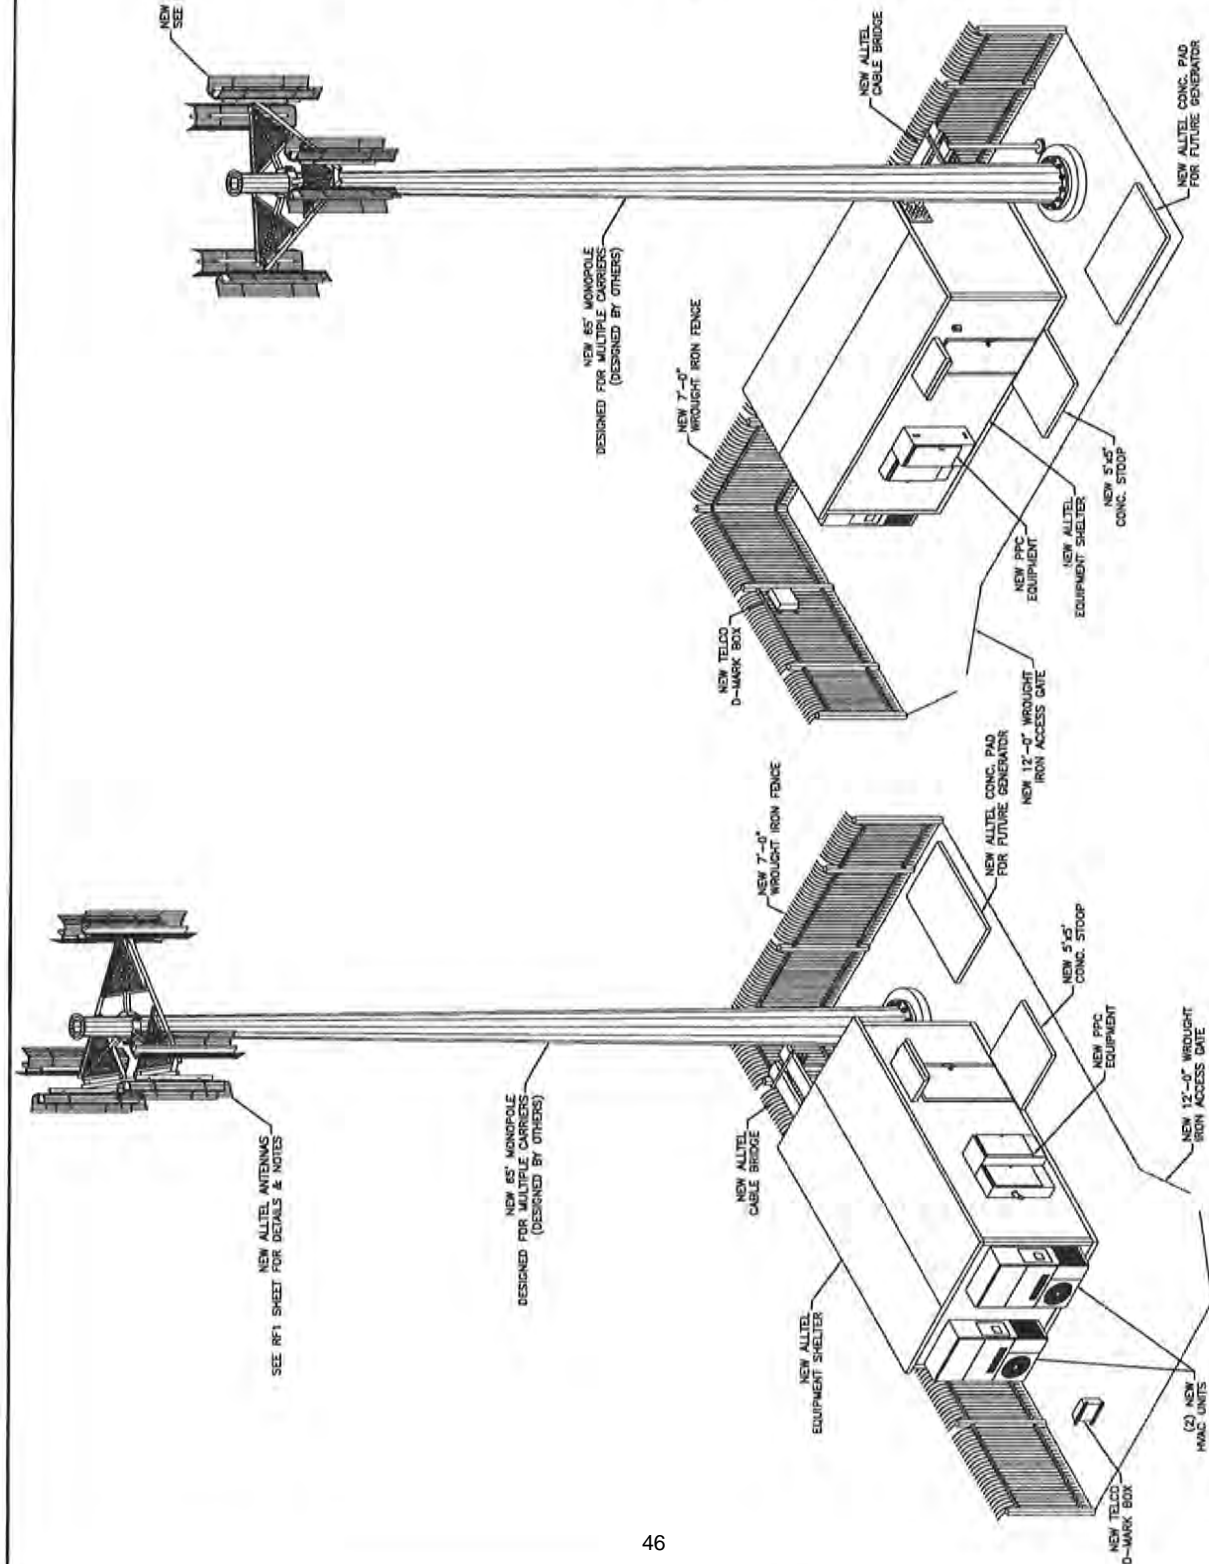 NEW
SEE
NEW ALLTEL
CABLE BRIDGE
NEW ALLTEL CONC. PAD
FOR FUTURE GENERATOR
NEW 65' MONOPOLE
DESIGNED FOR MULTIPLE CARRIERS
(DESIGNED BY OTHERS)
NEW 7'-0"
WROUGHT IRON FENCE
NEW TELCO
D-MARK BOX
NEW 5'x5'
CONC. STOOP
NEW ALLTEL
EQUIPMENT SHELTER
NEW PPC
EQUIPMENT
NEW 12'-0" WROUGHT
IRON ACCESS GATE
NEW ALLTEL ANTENNAS
SEE RF1 SHEET FOR DETAILS & NOTES
NEW 65' MONOPOLE
DESIGNED FOR MULTIPLE CARRIERS
(DESIGNED BY OTHERS)
NEW 7'-0"
WROUGHT IRON FENCE
NEW ALLTEL CONC. PAD
FOR FUTURE GENERATOR
NEW ALLTEL
CABLE BRIDGE
NEW 5'x5'
CONC. STOOP
NEW PPC
EQUIPMENT
NEW 12'-0" WROUGHT
IRON ACCESS GATE
NEW ALLTEL
EQUIPMENT SHELTER
(2) NEW
HVAC UNITS
NEW TELCO
D-MARK BOX
46